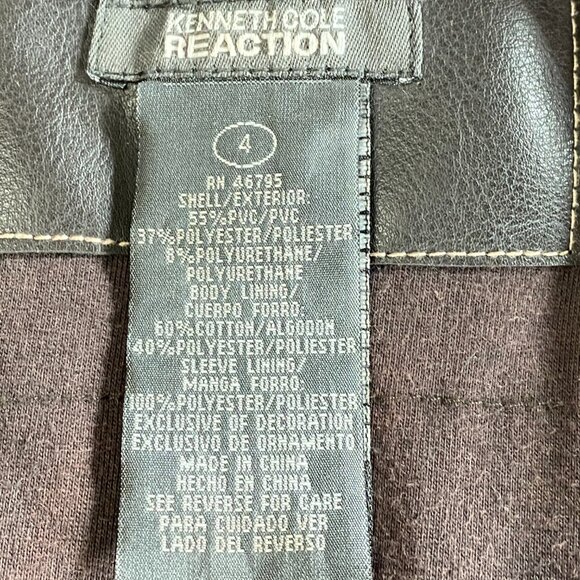 KENNETH COLE
REACTION
4
RN 46795
SHELL/EXTERIOR:
55%PVC/PVC
37%POLYESTER/POLIESTER
8%POLYURETHANE/
POLYURETHANE
BODY LINING/
CUERPO FORRO:
60%COTTON/ALGODON
40%POLYESTER/POLIESTER
SLEEVE LINING/
MANGA FORRO:
100%POLYESTER/POLIESTER
EXCLUSIVE OF DECORATION
EXCLUSIVO DE ORNAMENTO
MADE IN CHINA
HECHO EN CHINA
SEE REVERSE FOR CARE
PARA CUIDADO VER
LADO DEL REVERSO